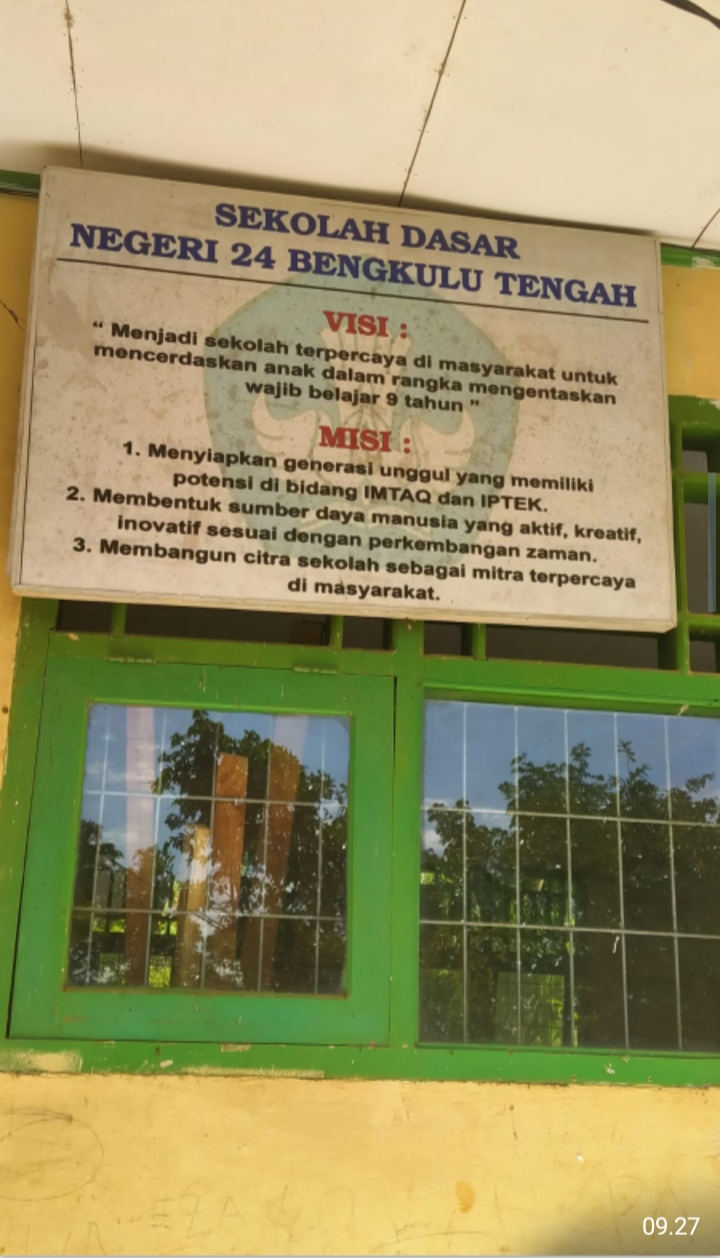 SEKOLAH DASAR
NEGERI 24 BENGKULU TENGAH
VISI :
“ Menjadi sekolah terpercaya di masyarakat untuk
mencerdaskan anak dalam rangka mengentaskan
wajib belajar 9 tahun ”
MISI :
1. Menyiapkan generasi unggul yang memiliki
potensi di bidang IMTAQ dan IPTEK.
2. Membentuk sumber daya manusia yang aktif, kreatif,
inovatif sesuai dengan perkembangan zaman.
3. Membangun citra sekolah sebagai mitra terpercaya
di masyarakat.
09.27